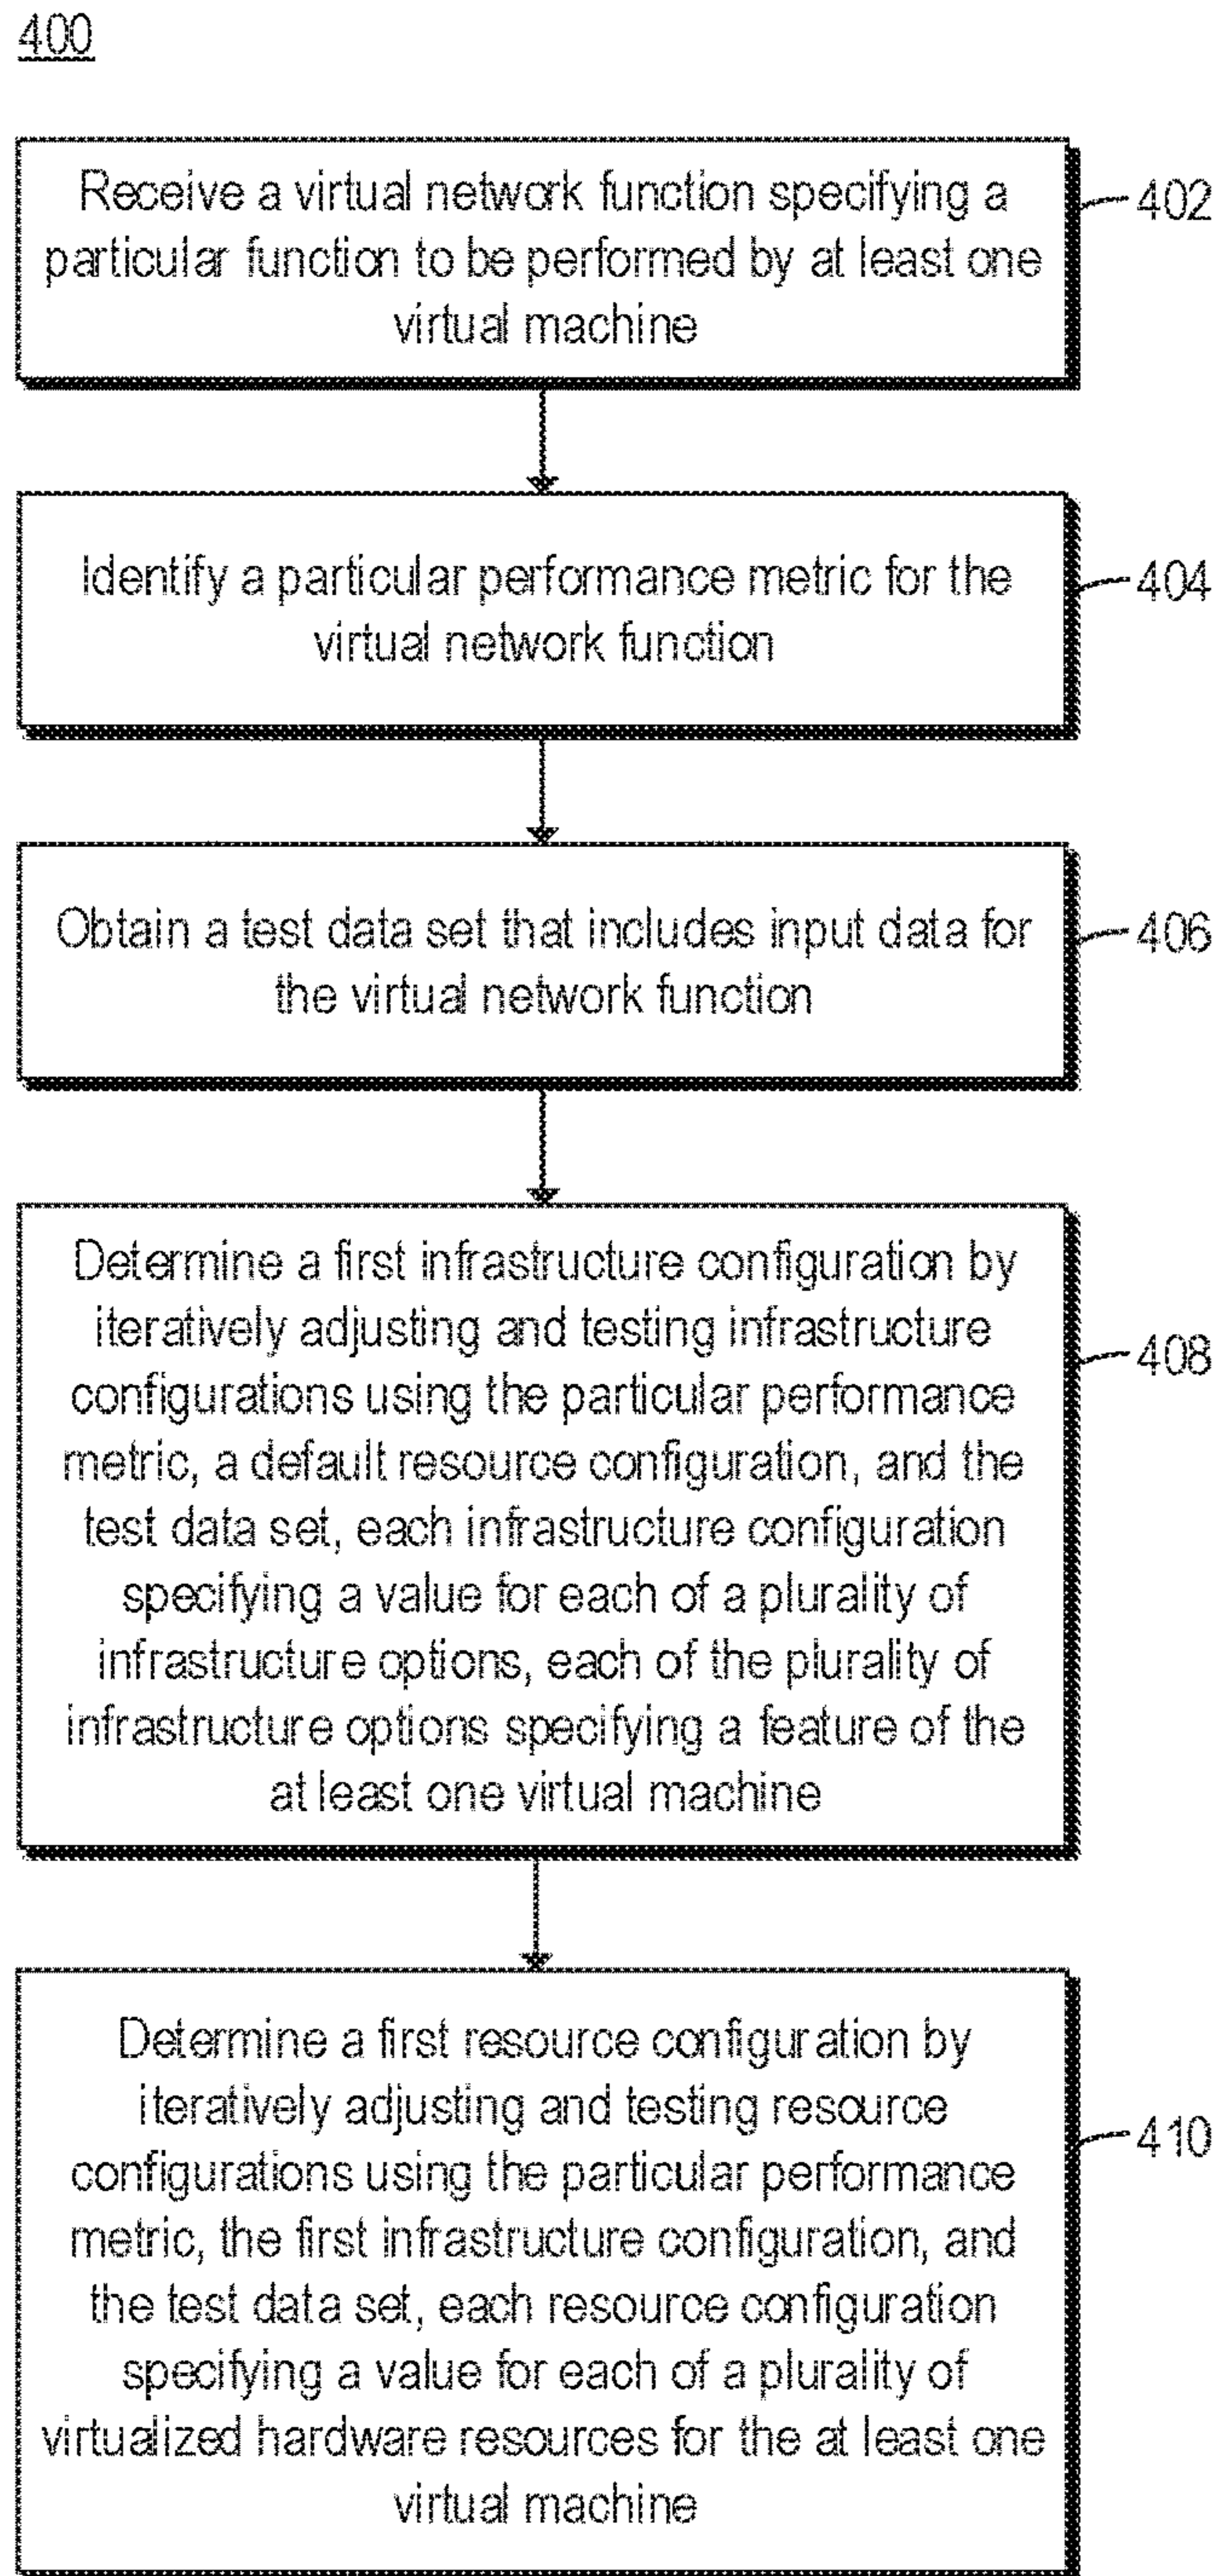 400
Receive a virtual network function specifying a
particular function to be performed by at least one
virtual machine
402
Identify a particular performance metric for the
virtual network function
404
Obtain a test data set that includes input data for
the virtual network function
406
Determine a first infrastructure configuration by
iteratively adjusting and testing infrastructure
configurations using the particular performance
metric, a default resource configuration, and the
test data set, each infrastructure configuration
specifying a value for each of a plurality of
infrastructure options, each of the plurality of
infrastructure options specifying a feature of the
at least one virtual machine
408
Determine a first resource configuration by
iteratively adjusting and testing resource
configurations using the particular performance
metric, the first infrastructure configuration, and
the test data set, each resource configuration
specifying a value for each of a plurality of
virtualized hardware resources for the at least one
virtual machine
410